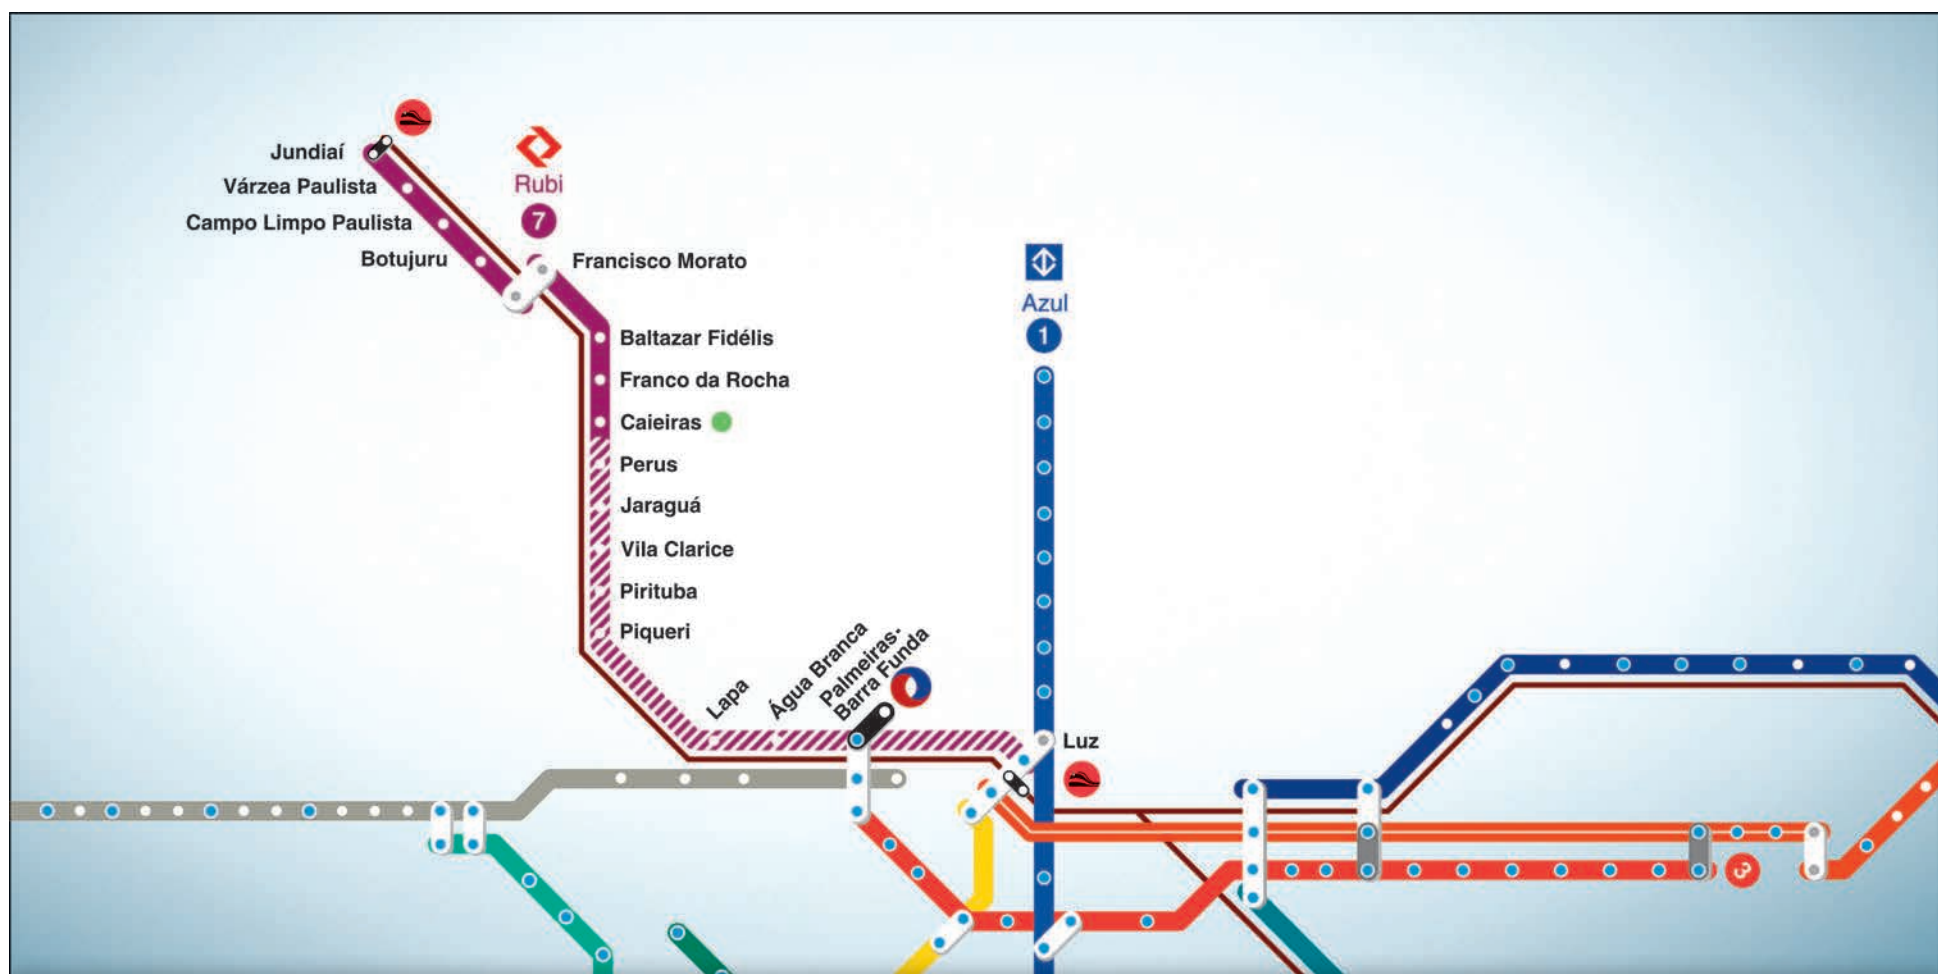 Jundiaí
Várzea Paulista
Campo Limpo Paulista
Botujuru
Rubi
7
Francisco Morato
Azul
1
Baltazar Fidélis
Franco da Rocha
Caieiras
Perus
Jaraguá
Vila Clarice
Pirituba
Piqueri
Lapa
Água Branca
Palmeiras-
Barra Funda
Luz
3